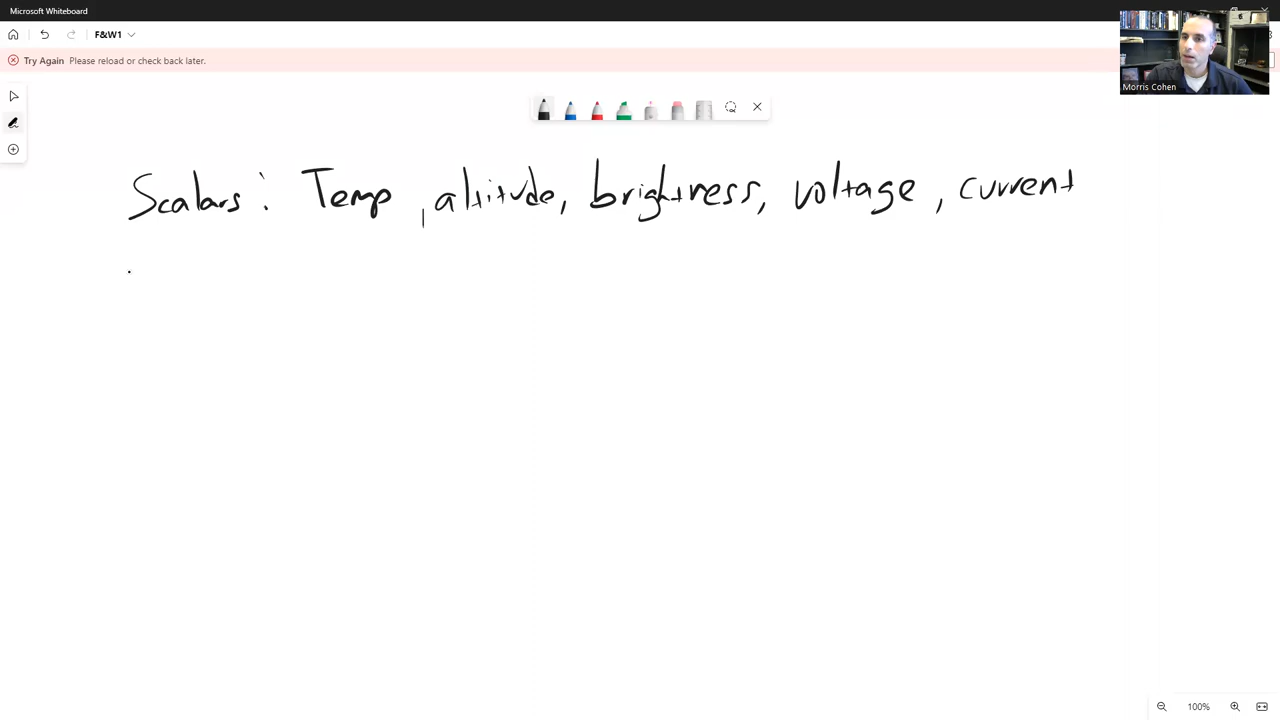 Microsoft Whiteboard
F&W1
Try Again Please reload or check back later.
Morris Cohen
Scalars: Temp, altitude, brightness, voltage, current
100%